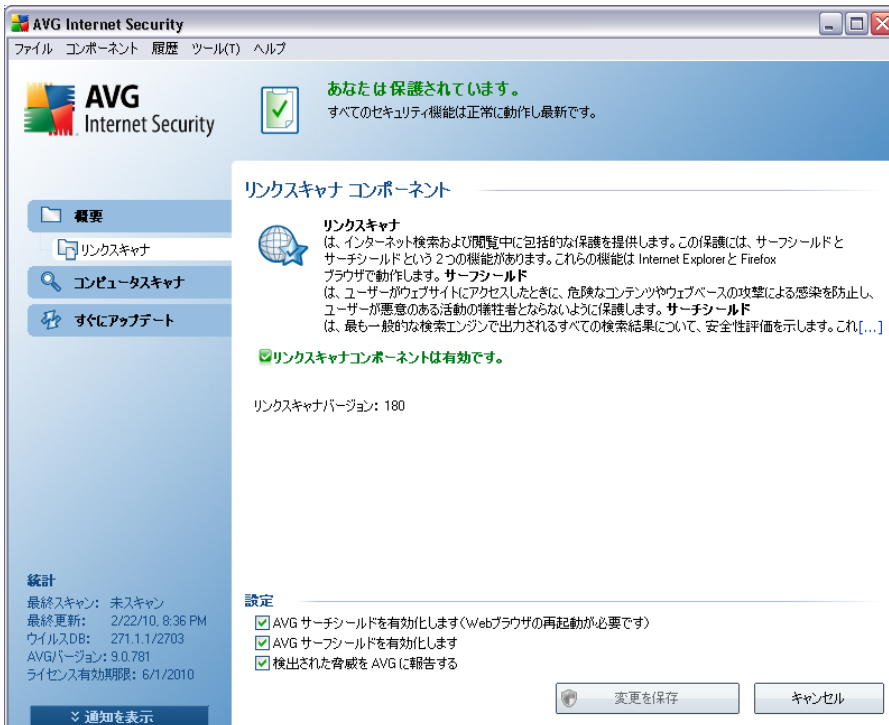 AVG Internet Security
ファイル コンポーネント 履歴 ツール(T) ヘルプ
AVG
Internet Security
あなたは保護されています。
すべてのセキュリティ機能は正常に動作し最新です。
概要
リンクスキャナ
コンピュータスキャナ
すぐにアップデート
リンクスキャナ コンポーネント
リンクスキャナ
は、インターネット検索および閲覧中に包括的な保護を提供します。この保護には、サーフシールドと
サーチシールドという 2つの機能があります。これらの機能は Internet Explorer と Firefox
ブラウザで動作します。サーフシールド
は、ユーザーがウェブサイトにアクセスしたときに、危険なコンテンツやウェブベースの攻撃による感染を防止し、
ユーザーが悪意のある活動の犠牲者とならないように保護します。サーチシールド
は、最も一般的な検索エンジンで出力されるすべての検索結果について、安全性評価を示します。これ[...]
リンクスキャナコンポーネントは有効です。
リンクスキャナバージョン: 180
統計
最終スキャン: 未スキャン
最終更新: 2/22/10, 8:36 PM
ウイルスDB: 271.1.1/2703
AVGバージョン: 9.0.781
ライセンス有効期限: 6/1/2010
通知を表示
設定
AVG サーチシールドを有効化します(Webブラウザの再起動が必要です)
AVG サーフシールドを有効化します
検出された脅威を AVG に報告する
変更を保存
キャンセル